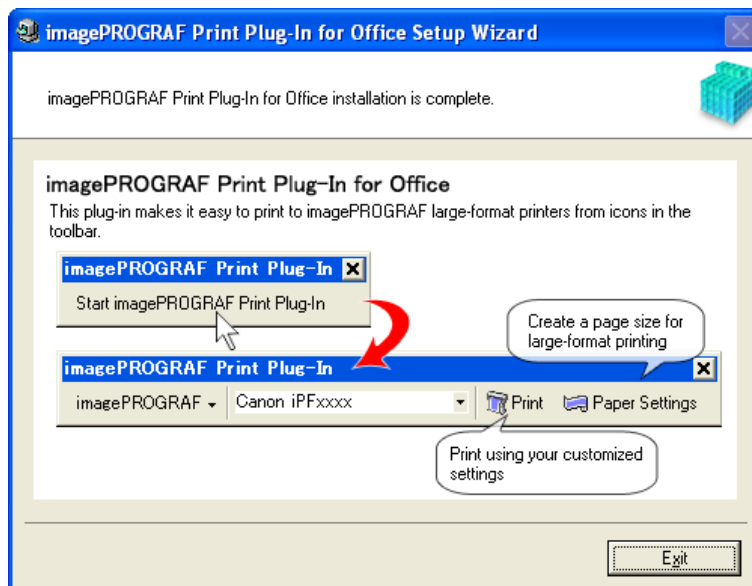 imagePROGRAF Print Plug-In for Office Setup Wizard
imagePROGRAF Print Plug-In for Office installation is complete.
imagePROGRAF Print Plug-In for Office
This plug-in makes it easy to print to imagePROGRAF large-format printers from icons in the
toolbar.
imagePROGRAF Print Plug-In
Start imagePROGRAF Print Plug-In
Create a page size for
large-format printing
imagePROGRAF Print Plug-In
imagePROGRAF Canon iPFxxxx Print Paper Settings
Print using your customized
settings
Exit